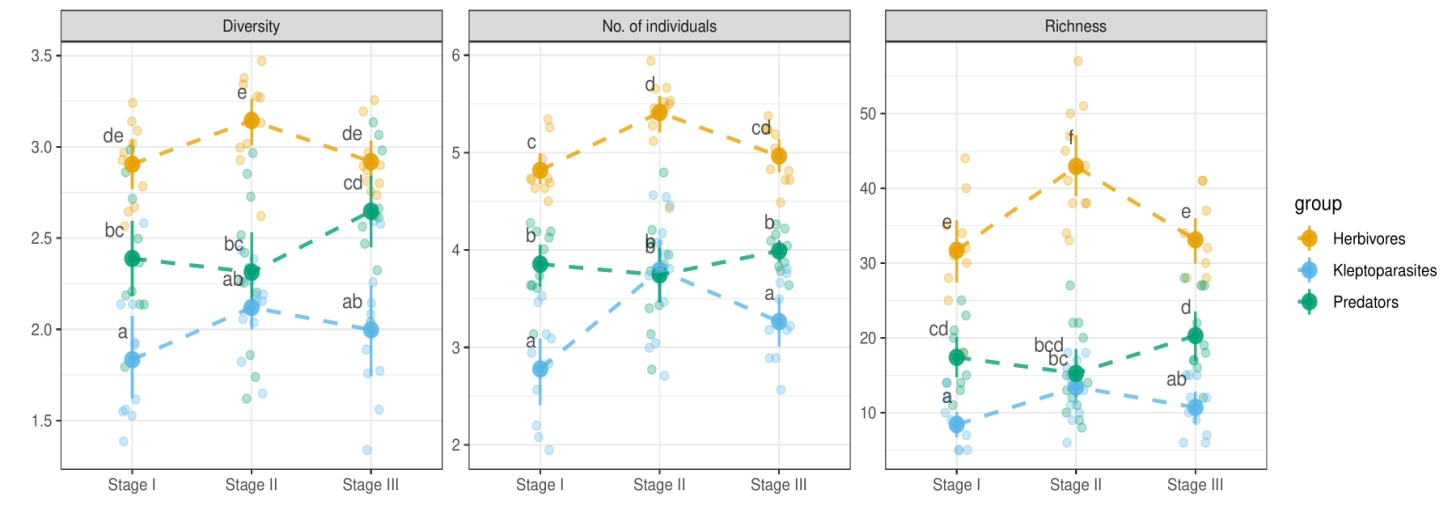 Diversity
3.5
3.0
2.5
2.0
1.5
e
de
de
cd
bc
bc
ab
ab
a
Stage I
Stage II
Stage III
No. of individuals
6
5
4
3
2
d
cd
c
b
b
b
b
a
a
Stage I
Stage II
Stage III
Richness
50
40
30
20
10
f
e
e
d
cd
bcd
bc
ab
a
Stage I
Stage II
Stage III
group
Herbivores
Kleptoparasites
Predators